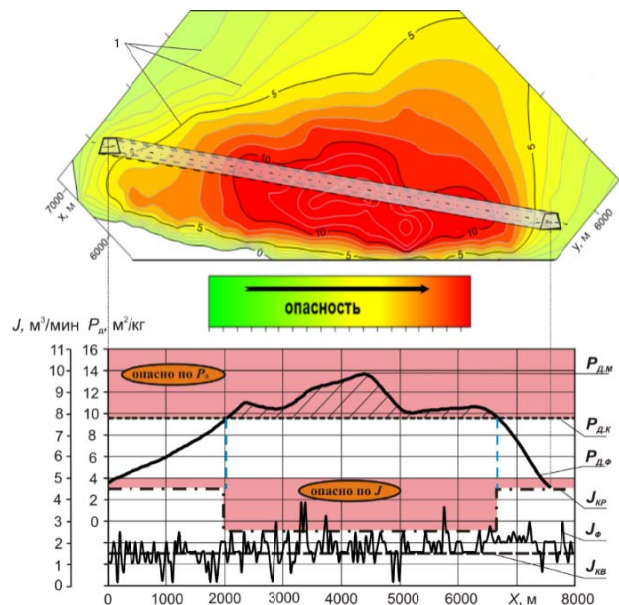 1
5
5
5
10
10
10
5
5
0
5
7000
x, м
6000
y, м
6000
опасность
J, м³/мин Pд, м²/кг
11 16
10 14
9 12
8 10
7 8
6 6
5 4
4 2
3 0
2
1
0
опасно по Pд
опасно по J
PД.М
PД.К
PД.Ф
JКР
JФ
JКВ
0 1000 2000 3000 4000 5000 6000 X, м 8000